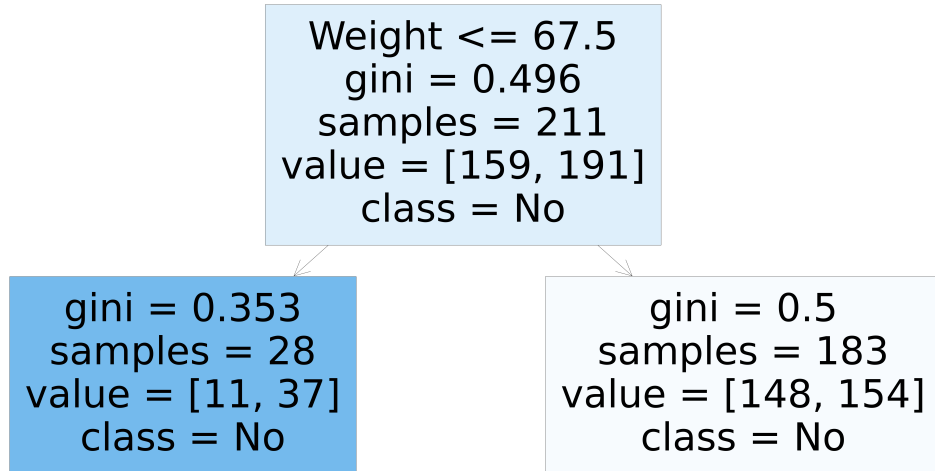 Weight <= 67.5
gini = 0.496
samples = 211
value = [159, 191]
class = No
gini = 0.353
samples = 28
value = [11, 37]
class = No
gini = 0.5
samples = 183
value = [148, 154]
class = No